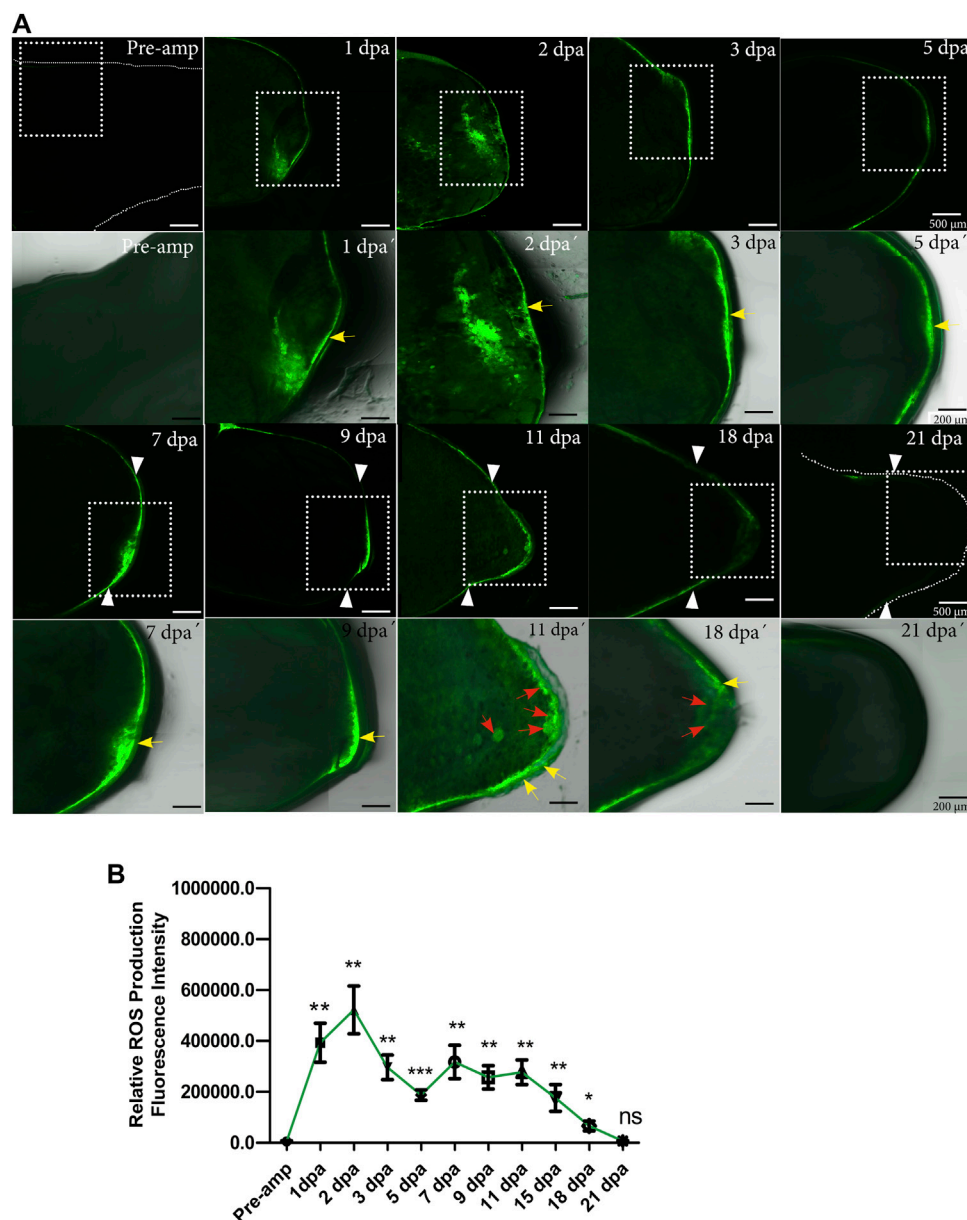 A
Pre-amp 1 dpa 2 dpa 3 dpa 5 dpa
500 µm
Pre-amp 1 dpa´ 2 dpa´ 3 dpa 5 dpa´
200 µm
7 dpa 9 dpa 11 dpa 18 dpa 21 dpa
500 µm
7 dpa´ 9 dpa´ 11 dpa´ 18 dpa´ 21 dpa´
200 µm
B
Relative ROS Production
Fluorescence Intensity
1000000.0
800000.0
600000.0
400000.0
200000.0
0.0
** ** ** *** ** ** ** ** * ns
Pre-amp 1dpa 2 dpa 3 dpa 5 dpa 7 dpa 9 dpa 11 dpa 15 dpa 18 dpa 21 dpa